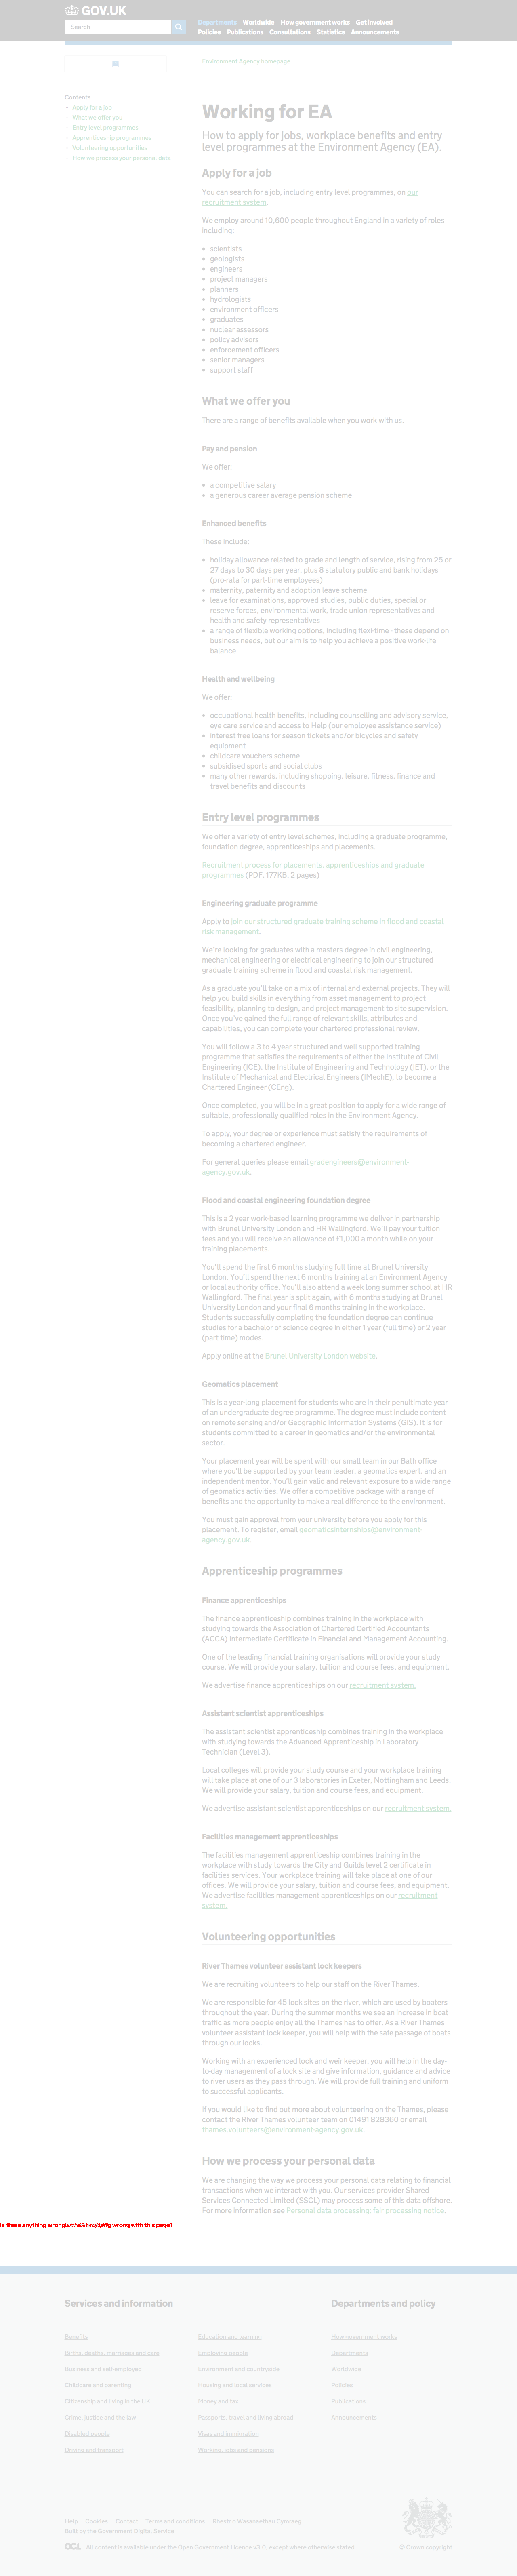 GOV.UK
Search
Departments Worldwide How government works Get involved
Policies Publications Consultations Statistics Announcements
Environment Agency homepage
Contents
Apply for a job
What we offer you
Entry level programmes
Apprenticeship programmes
Volunteering opportunities
How we process your personal data
Working for EA
How to apply for jobs, workplace benefits and entry
level programmes at the Environment Agency (EA).
Apply for a job
You can search for a job, including entry level programmes, on our
recruitment system.
We employ around 10,600 people throughout England in a variety of roles
including:
scientists
geologists
engineers
project managers
planners
hydrologists
environment officers
graduates
nuclear assessors
policy advisors
enforcement officers
senior managers
support staff
What we offer you
There are a range of benefits available when you work with us.
Pay and pension
We offer:
a competitive salary
a generous career average pension scheme
Enhanced benefits
These include:
holiday allowance related to grade and length of service, rising from 25 or
27 days to 30 days per year, plus 8 statutory public and bank holidays
(pro-rata for part-time employees)
maternity, paternity and adoption leave scheme
leave for examinations, approved studies, public duties, special or
reserve forces, environmental work, trade union representatives and
health and safety representatives
a range of flexible working options, including flexi-time - these depend on
business needs, but our aim is to help you achieve a positive work-life
balance
Health and wellbeing
We offer:
occupational health benefits, including counselling and advisory service,
eye care service and access to Help (our employee assistance service)
interest free loans for season tickets and/or bicycles and safety
equipment
childcare vouchers scheme
subsidised sports and social clubs
many other rewards, including shopping, leisure, fitness, finance and
travel benefits and discounts
Entry level programmes
We offer a variety of entry level schemes, including a graduate programme,
foundation degree, apprenticeships and placements.
Recruitment process for placements, apprenticeships and graduate
programmes (PDF, 177KB, 2 pages)
Engineering graduate programme
Apply to join our structured graduate training scheme in flood and coastal
risk management.
We're looking for graduates with a masters degree in civil engineering,
mechanical engineering or electrical engineering to join our structured
graduate training scheme in flood and coastal risk management.
As a graduate you'll take on a mix of internal and external projects. They will
help you build skills in everything from asset management to project
feasibility, planning to design, and project management to site supervision.
Once you've gained the full range of relevant skills, attributes and
capabilities, you can complete your chartered professional review.
You will follow a 3 to 4 year structured and well supported training
programme that satisfies the requirements of either the Institute of Civil
Engineering (ICE), the Institute of Engineering and Technology (IET), or the
Institute of Mechanical and Electrical Engineers (IMechE), to become a
Chartered Engineer (CEng).
Once completed, you will be in a great position to apply for a wide range of
suitable, professionally qualified roles in the Environment Agency.
To apply, your degree or experience must satisfy the requirements of
becoming a chartered engineer.
For general queries please email gradengineers@environment-
agency.gov.uk.
Flood and coastal engineering foundation degree
This is a 2 year work-based learning programme we deliver in partnership
with Brunel University London and HR Wallingford. We'll pay your tuition
fees and you will receive an allowance of £1,000 a month while on your
training placements.
You'll spend the first 6 months studying full time at Brunel University
London. You'll spend the next 6 months training at an Environment Agency
or local authority office. You'll also attend a week long summer school at HR
Wallingford. The final year is split again, with 6 months studying at Brunel
University London and your final 6 months training in the workplace.
Students successfully completing the foundation degree can continue
studies for a bachelor of science degree in either 1 year (full time) or 2 year
(part time) modes.
Apply online at the Brunel University London website.
Geomatics placement
This is a year-long placement for students who are in their penultimate year
of an undergraduate degree programme. The degree must include content
on remote sensing and/or Geographic Information Systems (GIS). It is for
students committed to a career in geomatics and/or the environmental
sector.
Your placement year will be spent with our small team in our Bath office
where you'll be supported by your team leader, a geomatics expert, and an
independent mentor. You'll gain valid and relevant exposure to a wide range
of geomatics activities. We offer a competitive package with a range of
benefits and the opportunity to make a real difference to the environment.
You must gain approval from your university before you apply for this
placement. To register, email geomaticsinternships@environment-
agency.gov.uk.
Apprenticeship programmes
Finance apprenticeships
The finance apprenticeship combines training in the workplace with
studying towards the Association of Chartered Certified Accountants
(ACCA) Intermediate Certificate in Financial and Management Accounting.
One of the leading financial training organisations will provide your study
course. We will provide your salary, tuition and course fees, and equipment.
We advertise finance apprenticeships on our recruitment system.
Assistant scientist apprenticeships
The assistant scientist apprenticeship combines training in the workplace
with studying towards the Advanced Apprenticeship in Laboratory
Technician (Level 3)
Local colleges will provide your study course and your workplace training
will take place at one of our 3 laboratories in Exeter, Nottingham and Leeds.
We will provide your salary, tuition and course fees, and equipment.
We advertise assistant scientist apprenticeships on our recruitment system.
Facilities management apprenticeships
The facilities management apprenticeship combines training in the
workplace with study towards the City and Guilds level 2 certificate in
facilities services. Your workplace training will take place at one of our
offices. We will provide your salary, tuition and course fees, and equipment.
We advertise facilities management apprenticeships on our recruitment
system.
Volunteering opportunities
River Thames volunteer assistant lock keepers
We are recruiting volunteers to help our staff on the River Thames.
We are responsible for 45 lock sites on the river, which are used by boaters
throughout the year. During the summer months we see an increase in boat
traffic as more people enjoy all the Thames has to offer. As a River Thames
volunteer assistant lock keeper, you will help with the safe passage of boats
through our locks.
Working with an experienced lock and weir keeper, you will help in the day-
to-day management of a lock site and give information, guidance and advice
to river users as they pass through. We will provide full training and uniform
to successful applicants.
If you would like to find out more about volunteering on the Thames, please
contact the River Thames volunteer team on 01491 828360 or email
thames.volunteers@environment-agency.gov.uk.
How we process your personal data
We are changing the way we process your personal data relating to financial
transactions when we interact with you. Our services provider Shared
Services Connected Limited (SSCL) may process some of this data offshore.
For more information see Personal data processing: fair processing notice.
Is there anything wrong wrong with this page?
Services and information
Departments and policy
Benefits
Births, deaths, marriages and care
Business and self-employed
Childcare and parenting
Citizenship and living in the UK
Crime, justice and the law
Disabled people
Driving and transport
Education and learning
Employing people
Environment and countryside
Housing and local services
Money and tax
Passports, travel and living abroad
Visas and immigration
Working, jobs and pensions
How government works
Departments
Worldwide
Policies
Publications
Announcements
Help Cookies Contact Terms and conditions Rhestr o Wasanaethau Cymraeg
Built by the Government Digital Service
OGL All content is available under the Open Government Licence v3.0, except where otherwise stated
© Crown copyright